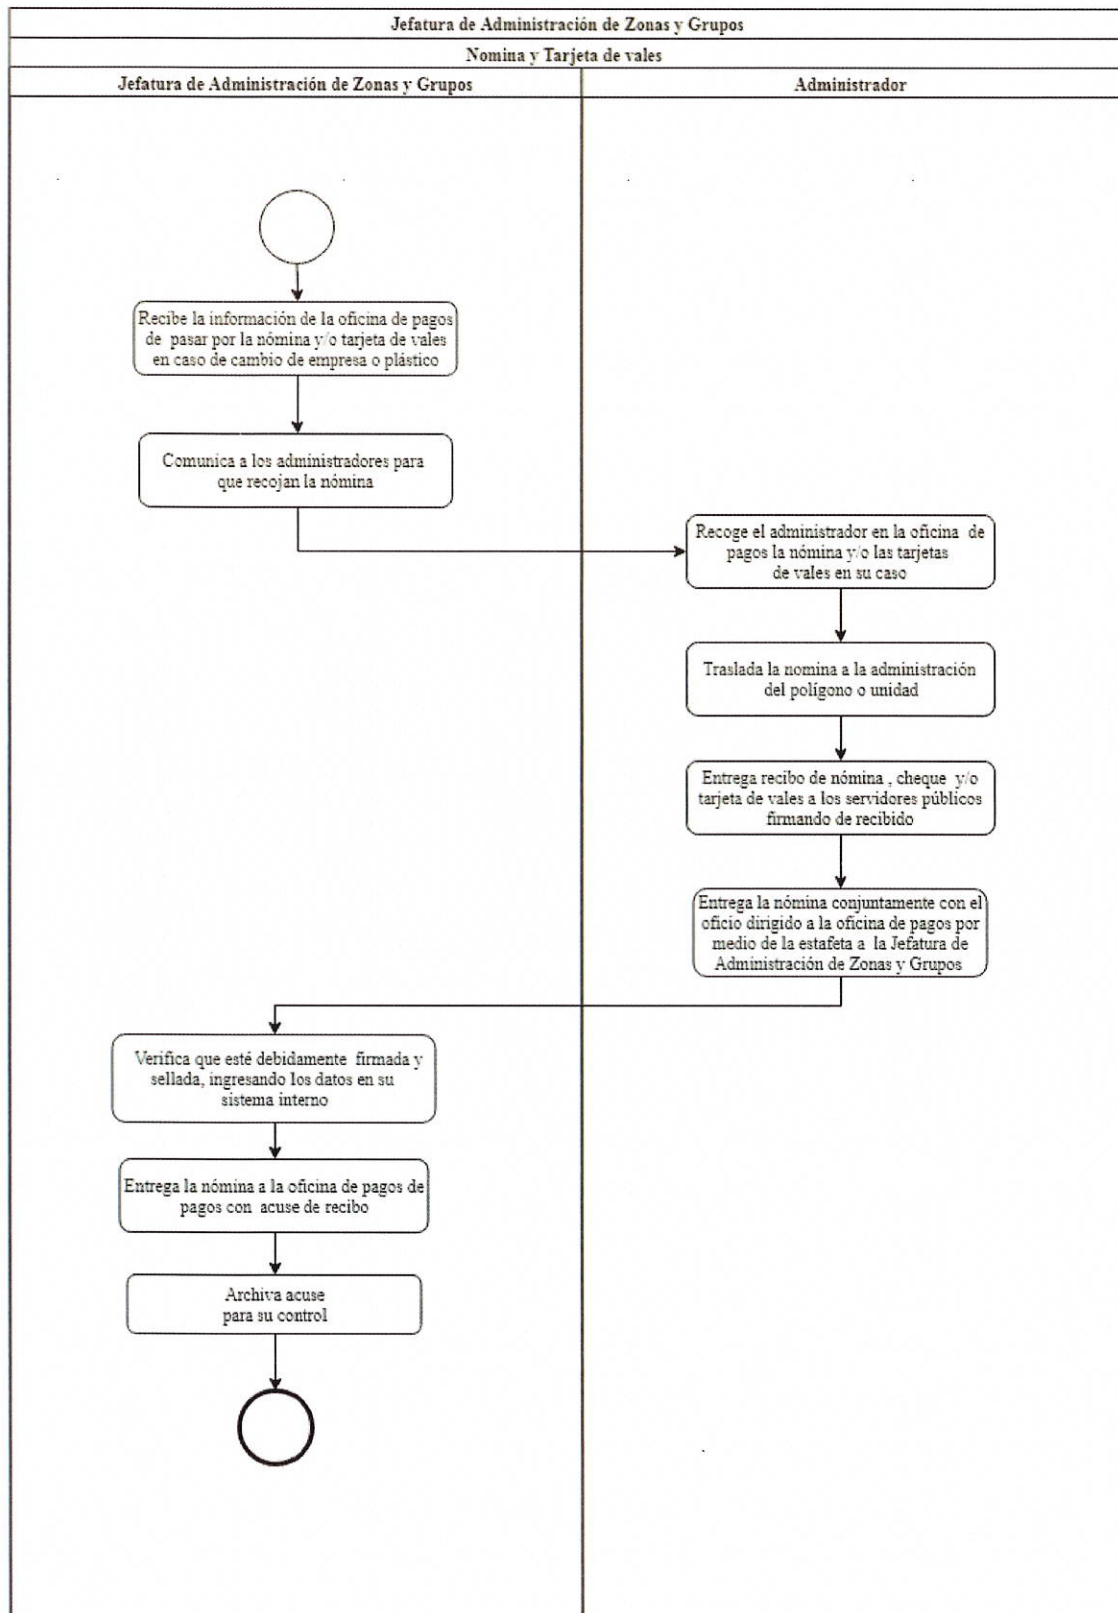 Jefatura de Administración de Zonas y Grupos
Nomina y Tarjeta de vales
Jefatura de Administración de Zonas y Grupos
Administrador
Recibe la información de la oficina de pagos
de pasar por la nómina y/o tarjeta de vales
en caso de cambio de empresa o plástico
Comunica a los administradores para
que recojan la nómina
Recoge el administrador en la oficina de
pagos la nómina y/o las tarjetas
de vales en su caso
Traslada la nomina a la administración
del polígono o unidad
Entrega recibo de nómina , cheque y/o
tarjeta de vales a los servidores públicos
firmando de recibido
Entrega la nómina conjuntamente con el
oficio dirigido a la oficina de pagos por
medio de la estafeta a la Jefatura de
Administración de Zonas y Grupos
Verifica que esté debidamente firmada y
sellada, ingresando los datos en su
sistema interno
Entrega la nómina a la oficina de pagos de
pagos con acuse de recibo
Archiva acuse
para su control